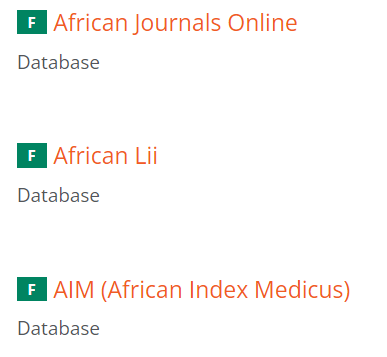 F African Journals Online
Database
F African Lii
Database
F AIM (African Index Medicus)
Database